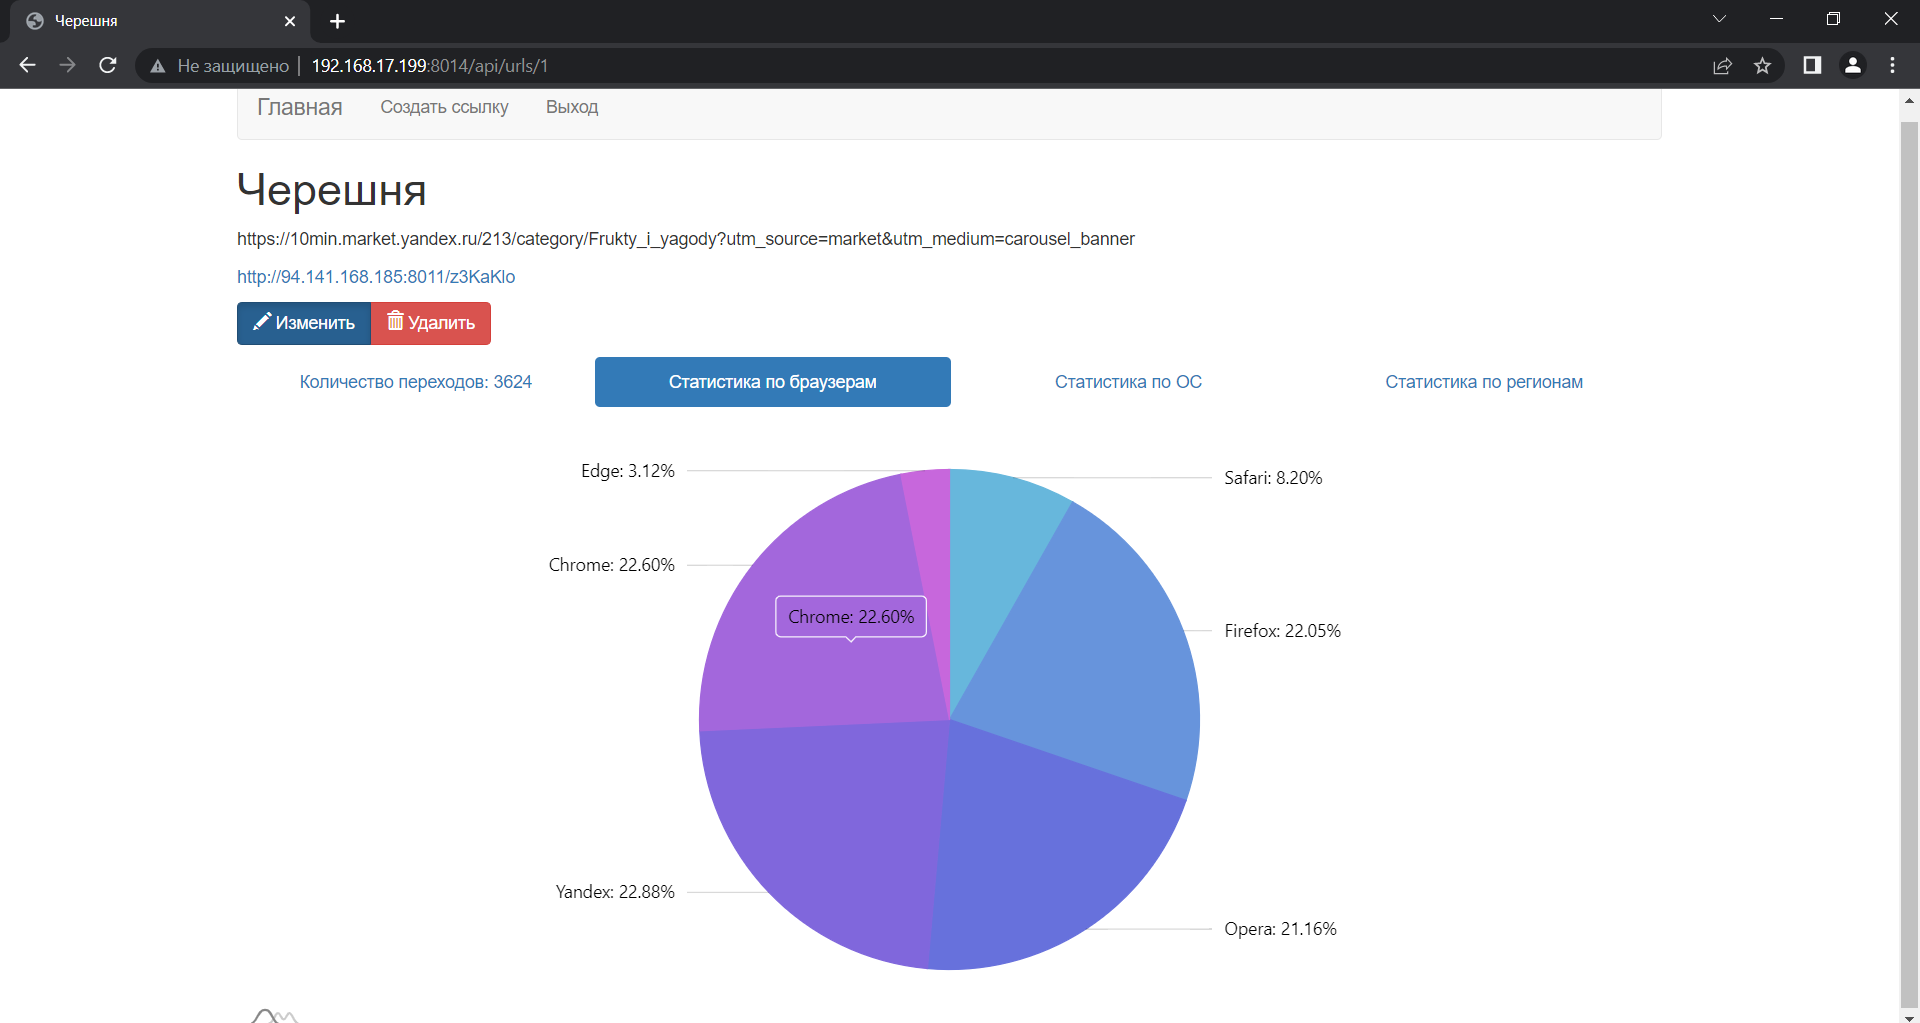 Черешня
Не защищено 192.168.17.199:8014/api/urls/1
Главная Создать ссылку Выход
Черешня
https://10min.market.yandex.ru/213/category/Frukty_i_yagody?utm_source=market&utm_medium=carousel_banner
http://94.141.168.185:8011/z3KaKlo
Изменить Удалить
Количество переходов: 3624 Статистика по браузерам Статистика по ОС Статистика по регионам
Edge: 3.12%
Safari: 8.20%
Chrome: 22.60%
Chrome: 22.60%
Firefox: 22.05%
Yandex: 22.88%
Opera: 21.16%